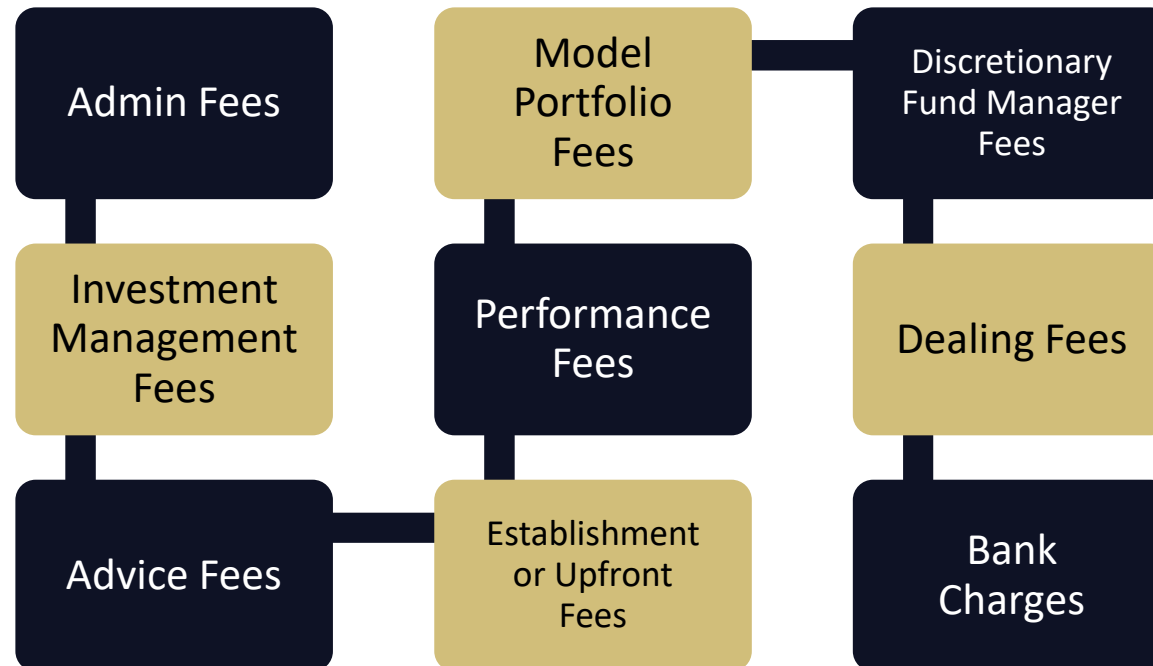 Admin Fees
Investment
Management
Fees
Advice Fees
Establishment
or Upfront
Fees
Performance
Fees
Model
Portfolio
Fees
Discretionary
Fund Manager
Fees
Dealing Fees
Bank
Charges